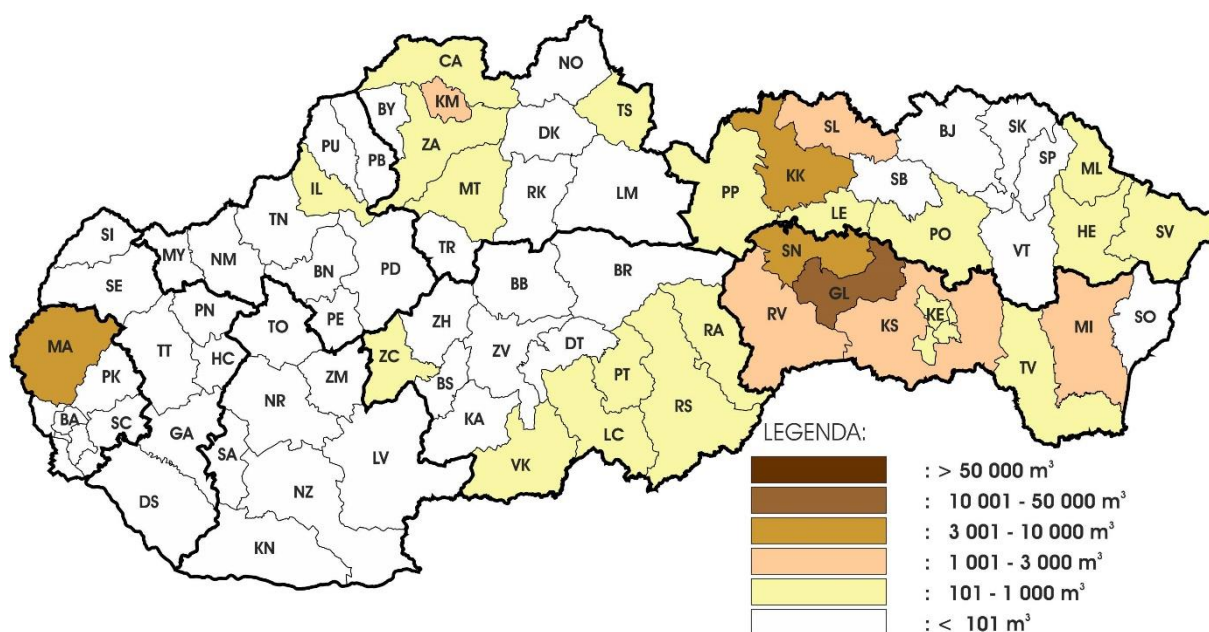 CA
NO
BY
KM
TS
PU
PB
ZA
DK
SL
BJ
SK
SP
ML
IL
MT
RK
LM
PP
KK
SB
LE
PO
HE
SV
VT
SI
MY
NM
TN
BN
PD
TR
BB
BR
SN
GL
SE
PN
TO
PE
ZH
RV
KS
KE
MI
SO
MA
TT
HC
ZM
ZC
BS
ZV
DT
RA
PT
TV
PK
BA
SC
GA
NR
SA
KA
LV
VK
LC
RS
DS
NZ
KN
LEGENDA:
: > 50 000 m³
: 10 001 - 50 000 m³
: 3 001 - 10 000 m³
: 1 001 - 3 000 m³
: 101 - 1 000 m³
: < 101 m³